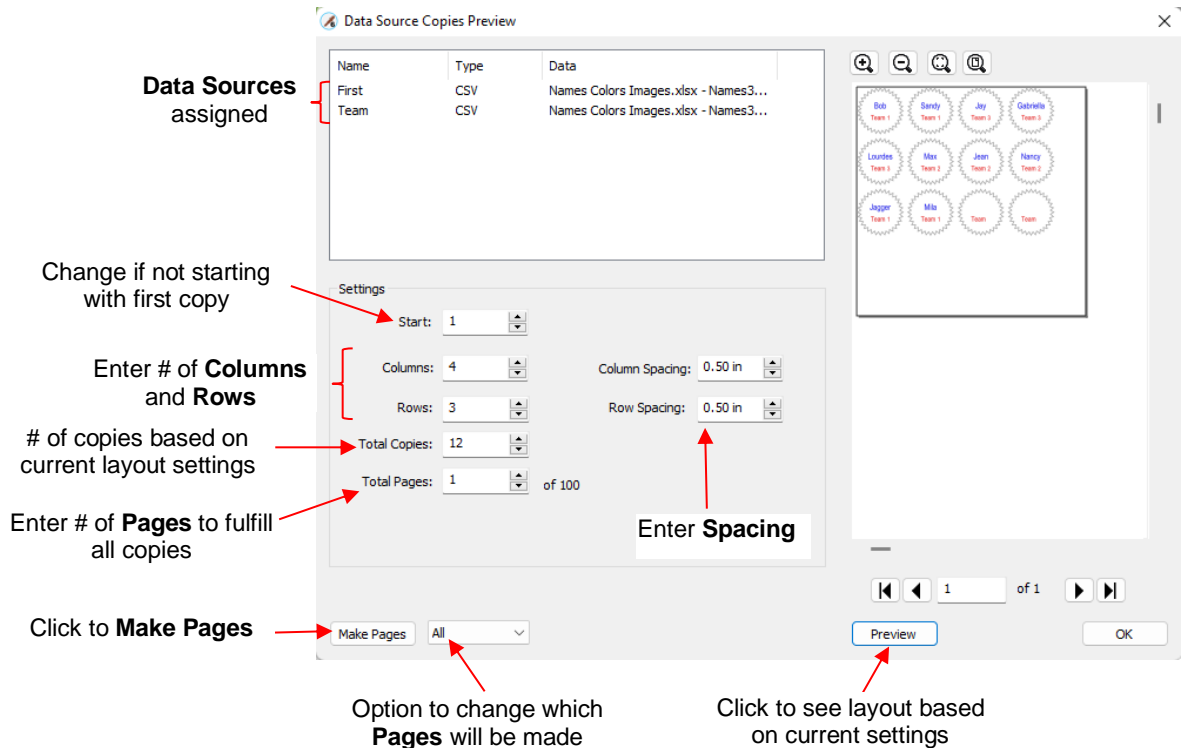 Data Source Copies Preview
Name Type Data
First CSV Names Colors Images.xlsx - Names3...
Team CSV Names Colors Images.xlsx - Names3...
Data Sources
assigned
Bob Sandy Jay Gabriella
Team 1 Team 1 Team 3 Team 3
Lourdes Max Jean Nancy
Team 3 Team 2 Team 2 Team 2
Jagger Mila
Team 1 Team 1 Team Team
Change if not starting
with first copy
Settings
Start: 1
Enter # of Columns
and Rows
Columns: 4 Column Spacing: 0.50 in
Rows: 3 Row Spacing: 0.50 in
# of copies based on
current layout settings
Total Copies: 12
Total Pages: 1 of 100
Enter # of Pages to fulfill
all copies
Enter Spacing
1 of 1
Click to Make Pages
Make Pages All Preview OK
Option to change which
Pages will be made
Click to see layout based
on current settings